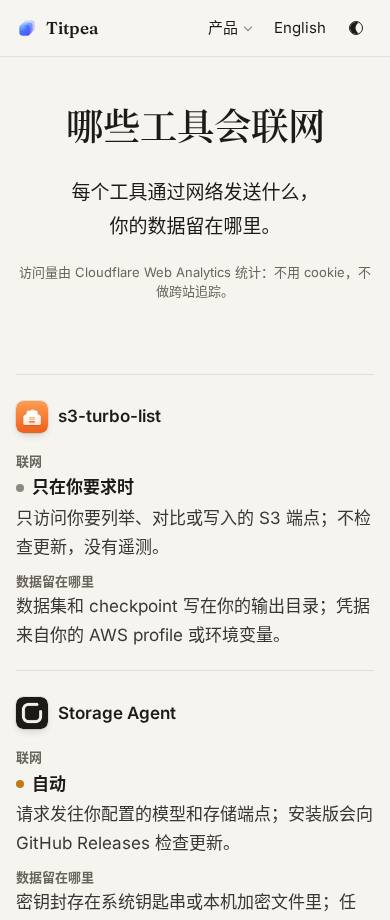 Titpea
产品
English
哪些工具会联网
每个工具通过网络发送什么，
你的数据留在哪里。
访问量由 Cloudflare Web Analytics 统计：不用 cookie，不
做跨站追踪。
s3-turbo-list
联网
只在你要求时
只访问你要列举、对比或写入的 S3 端点；不检
查更新，没有遥测。
数据留在哪里
数据集和 checkpoint 写在你的输出目录；凭据
来自你的 AWS profile 或环境变量。
Storage Agent
联网
自动
请求发往你配置的模型和存储端点；安装版会向
GitHub Releases 检查更新。
数据留在哪里
密钥封存在系统钥匙串或本机加密文件里；任